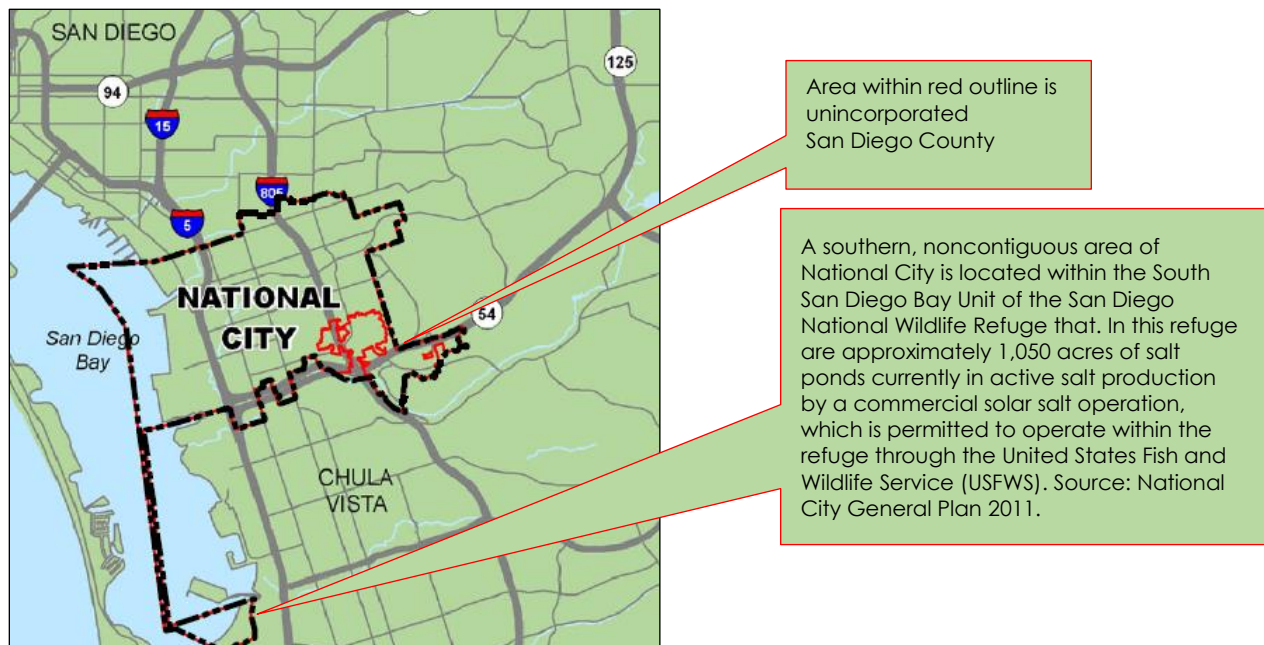 SAN DIEGO
94
125
15
805
5
NATIONAL
CITY
San Diego
Bay
54
CHULA
VISTA
Area within red outline is
unincorporated
San Diego County
A southern, noncontiguous area of
National City is located within the South
San Diego Bay Unit of the San Diego
National Wildlife Refuge that. In this refuge
are approximately 1,050 acres of salt
ponds currently in active salt production
by a commercial solar salt operation,
which is permitted to operate within the
refuge through the United States Fish and
Wildlife Service (USFWS). Source: National
City General Plan 2011.